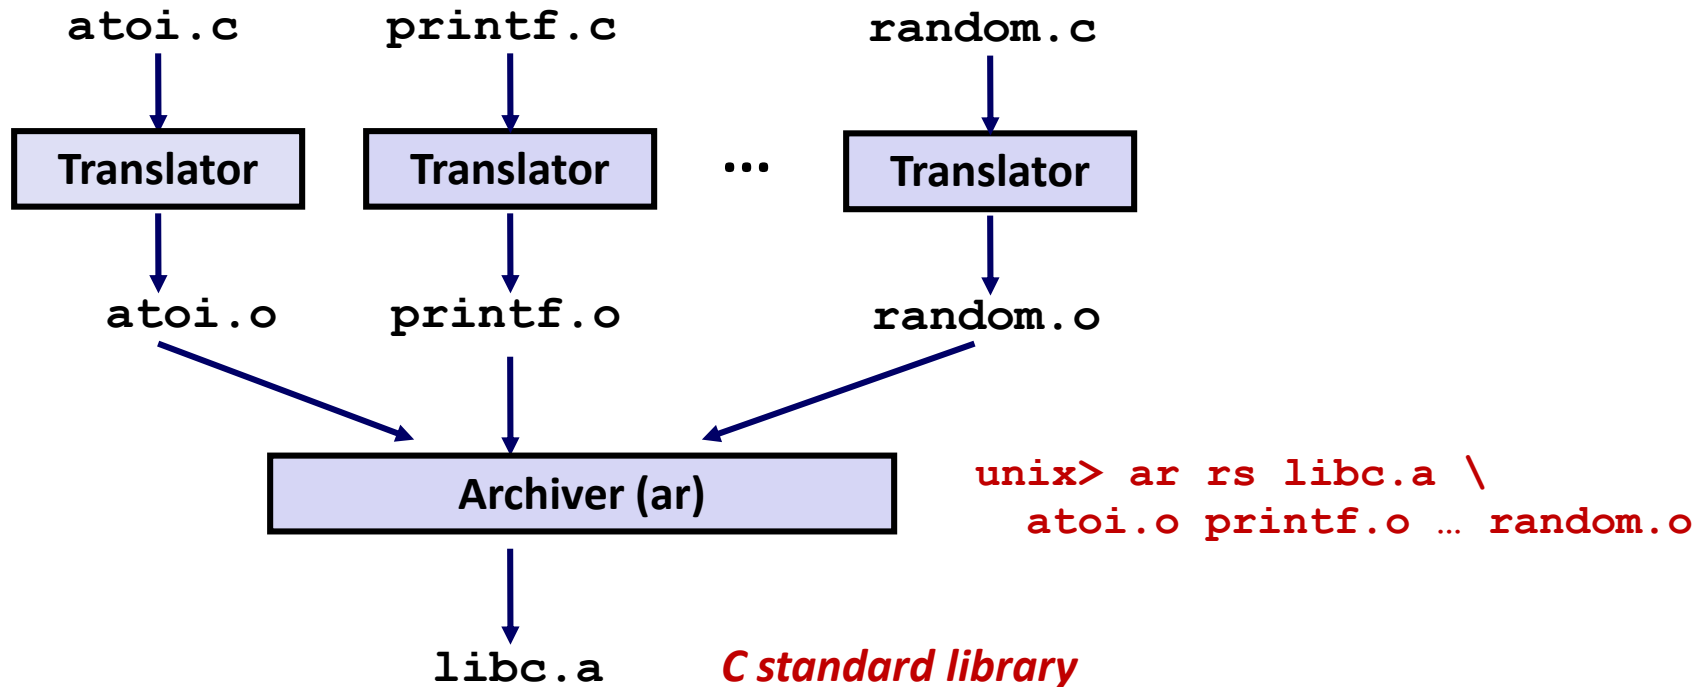 atoi.c printf.c random.c
Translator Translator ... Translator
atoi.o printf.o random.o
Archiver (ar)
unix> ar rs libc.a \
atoi.o printf.o … random.o
libc.a C standard library